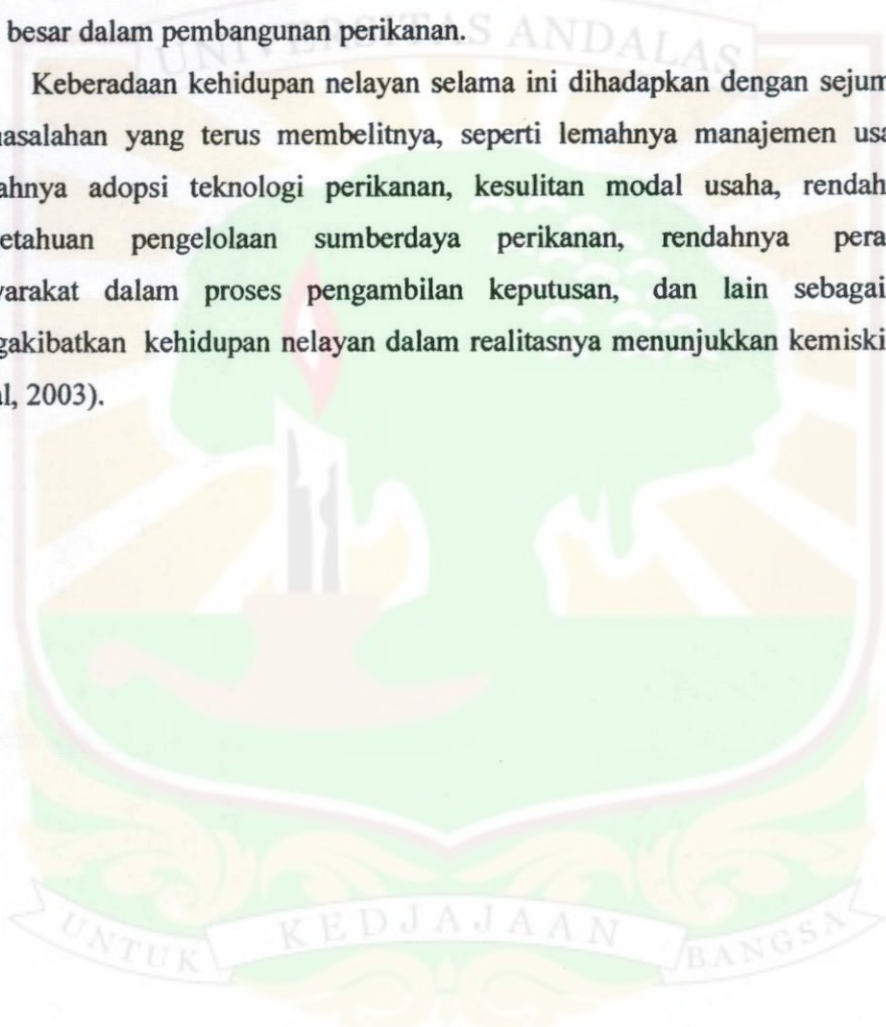 besar dalam pembangunan perikanan.
UNIVERSITAS ANDALAS
Keberadaan kehidupan nelayan selama ini dihadapkan dengan sejum
asalahan yang terus membelitnya, seperti lemahnya manajemen usa
ahnya adopsi teknologi perikanan, kesulitan modal usaha, rendah
etahuan pengelolaan sumberdaya perikanan, rendahnya pera
arakat dalam proses pengambilan keputusan, dan lain sebagai
gakibatkan kehidupan nelayan dalam realitasnya menunjukkan kemiski
l, 2003).
UNTUK KEDJAJAAN BANGSA